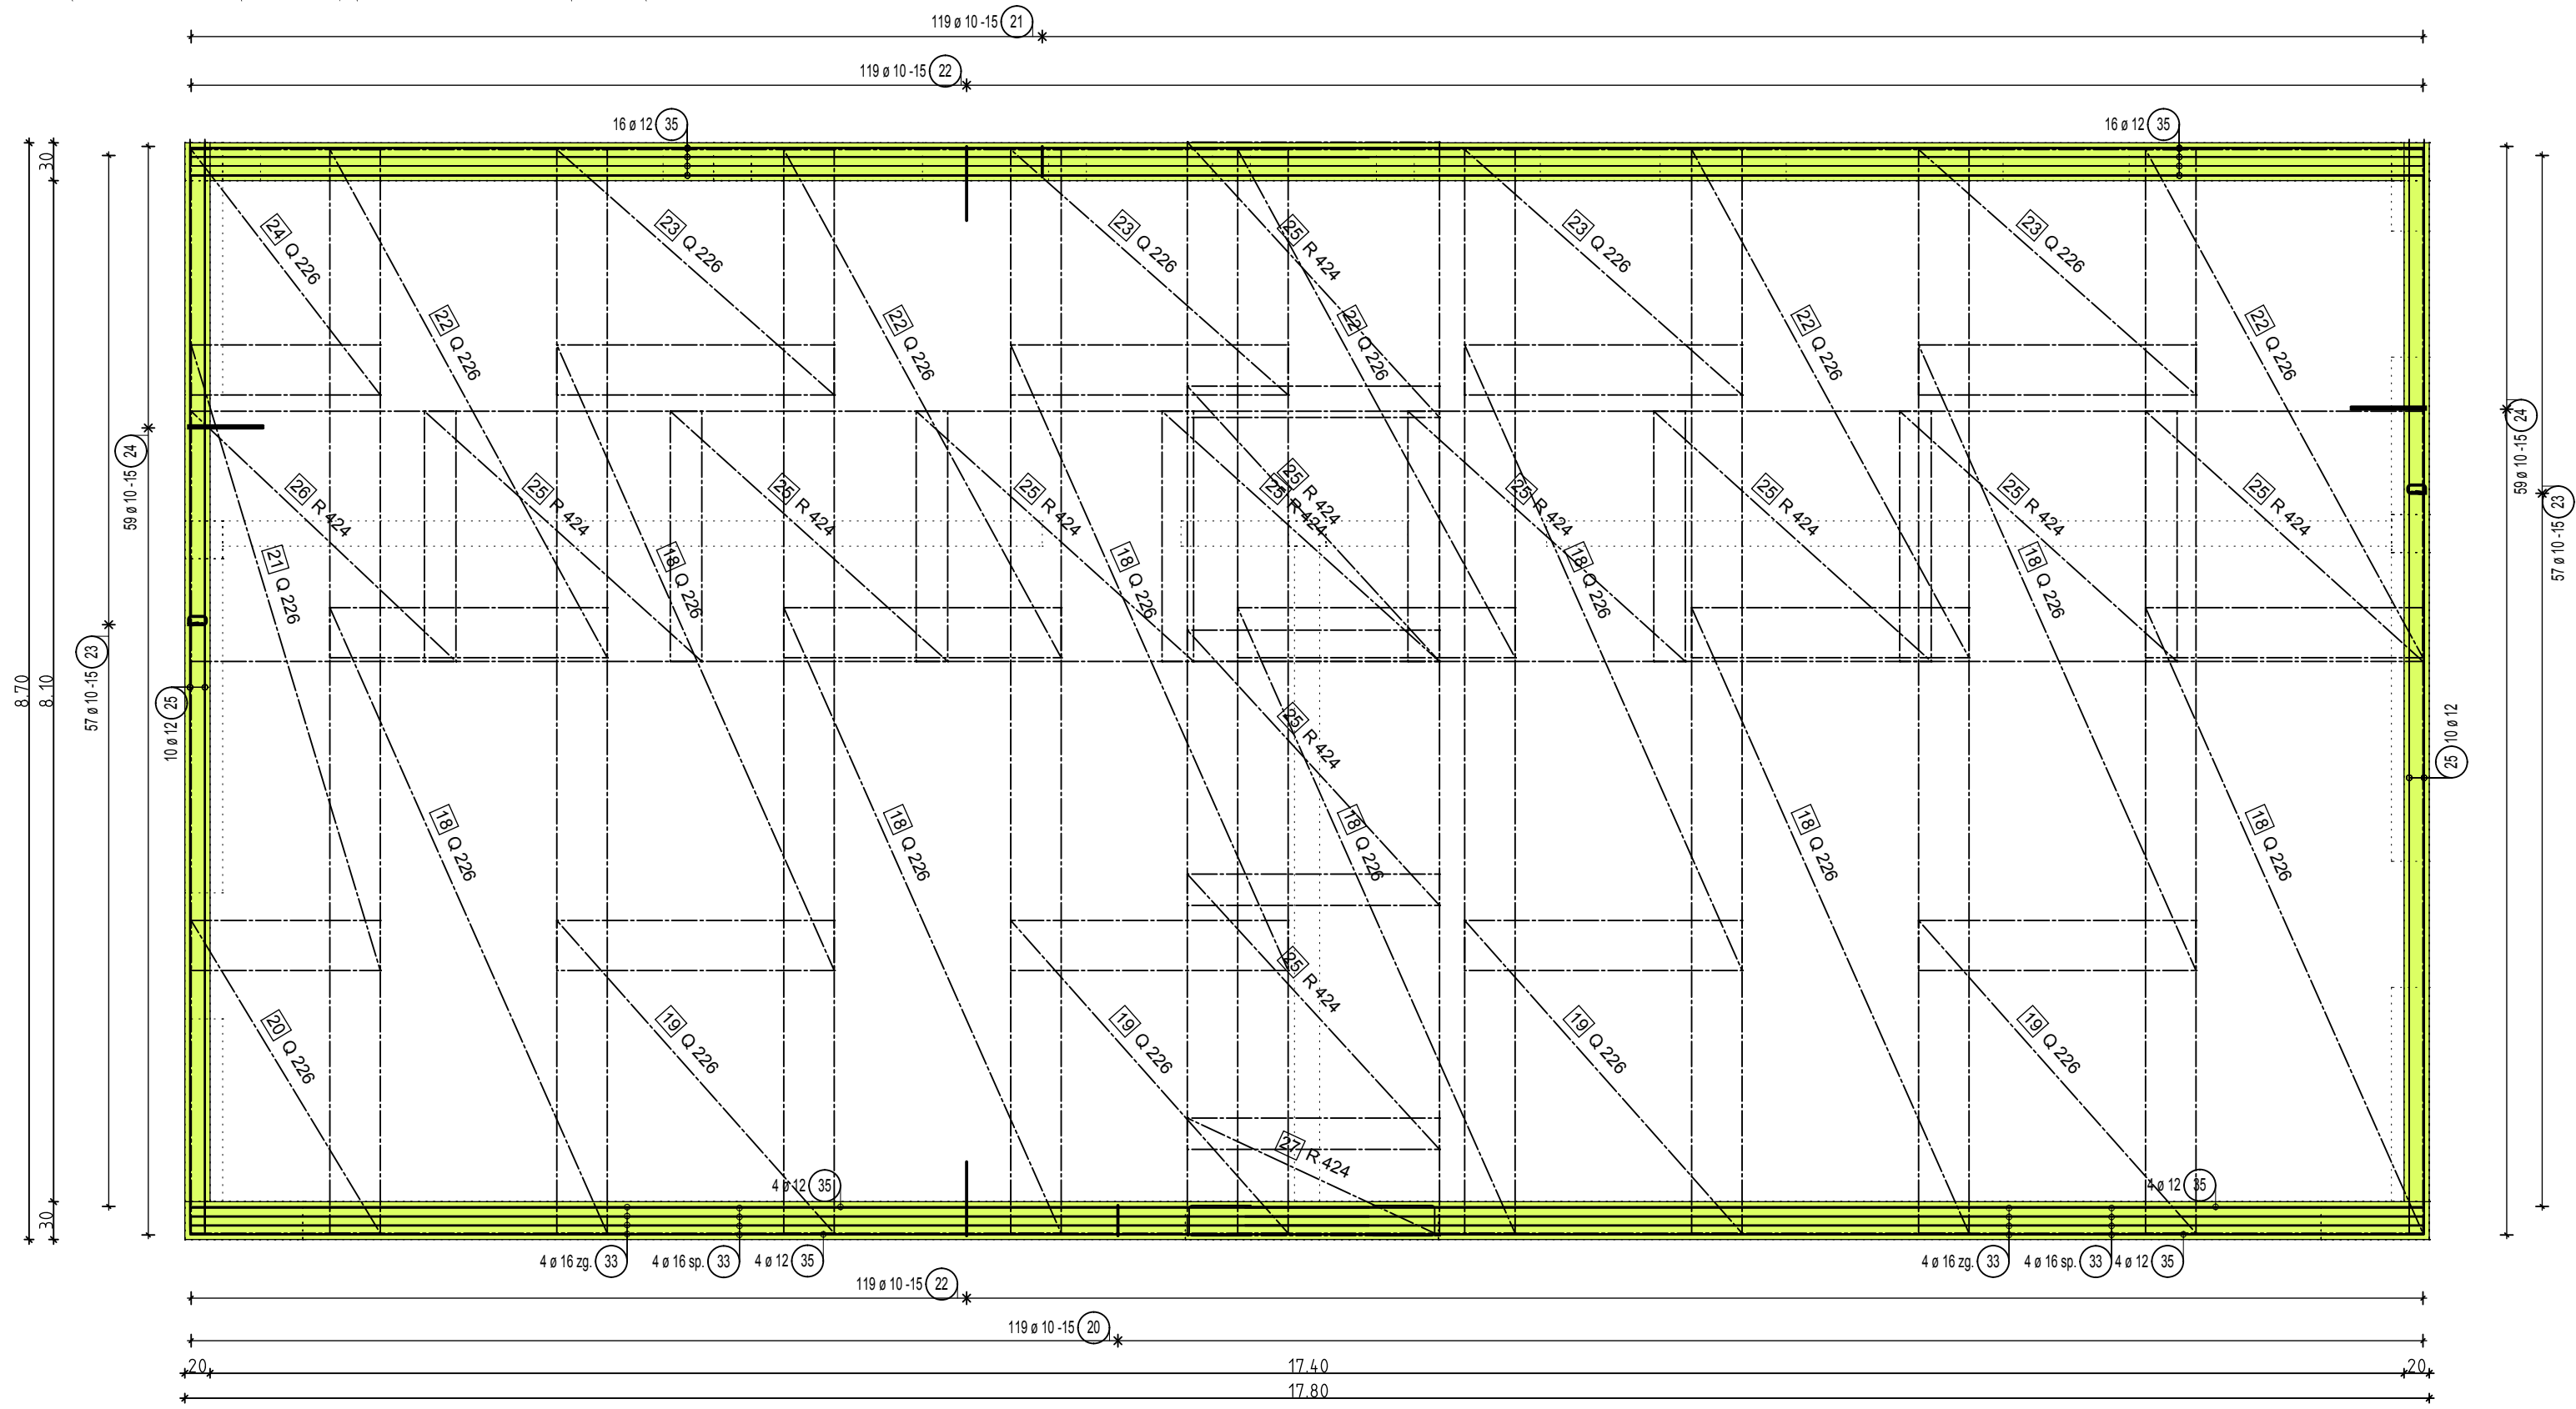 119 ø 10 -15 21
119 ø 10 -15 22
16 ø 12 35
16 ø 12 35
30
24 Q 226
23 Q 226
23 Q 226
25 R 424
23 Q 226
23 Q 226
22 Q 226
22 Q 226
22 Q 226
22 Q 226
22 Q 226
59 ø 10 -15 24
59 ø 10 -15 24
26 R 424
25 R 424
25 R 424
25 R 424
25 R 424
25 R 424
25 R 424
25 R 424
25 R 424
25 R 424
57 ø 10 -15 23
21 Q 226
18 Q 226
18 Q 226
18 Q 226
18 Q 226
8.70
8.10
57 ø 10 -15 23
10 ø 12 25
25 R 424
25 10 ø 12
18 Q 226
18 Q 226
18 Q 226
18 Q 226
18 Q 226
25 R 424
20 Q 226
19 Q 226
19 Q 226
19 Q 226
19 Q 226
27 R 424
4 ø 12 35
4 ø 12 35
30
4 ø 16 zg. 33
4 ø 16 sp. 33
4 ø 12 35
4 ø 16 zg. 33
4 ø 16 sp. 33
4 ø 12 35
119 ø 10 -15 22
119 ø 10 -15 20
20
17.40
20
17.80